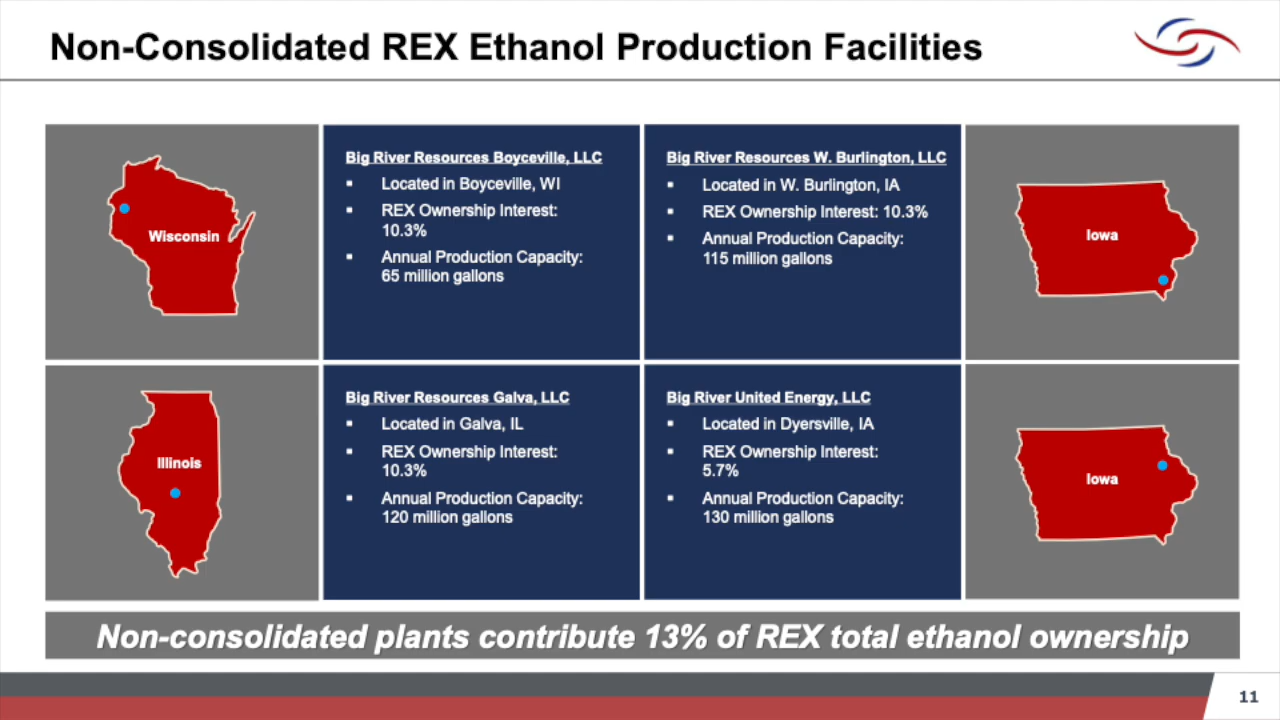 Non-Consolidated REX Ethanol Production Facilities
Wisconsin
Big River Resources Boyceville, LLC
▪ Located in Boyceville, WI
▪ REX Ownership Interest:
10.3%
▪ Annual Production Capacity:
65 million gallons
Big River Resources W. Burlington, LLC
▪ Located in W. Burlington, IA
▪ REX Ownership Interest: 10.3%
▪ Annual Production Capacity:
115 million gallons
Iowa
Illinois
Big River Resources Galva, LLC
▪ Located in Galva, IL
▪ REX Ownership Interest:
10.3%
▪ Annual Production Capacity:
120 million gallons
Big River United Energy, LLC
▪ Located in Dyersville, IA
▪ REX Ownership Interest:
5.7%
▪ Annual Production Capacity:
130 million gallons
Iowa
Non-consolidated plants contribute 13% of REX total ethanol ownership
11